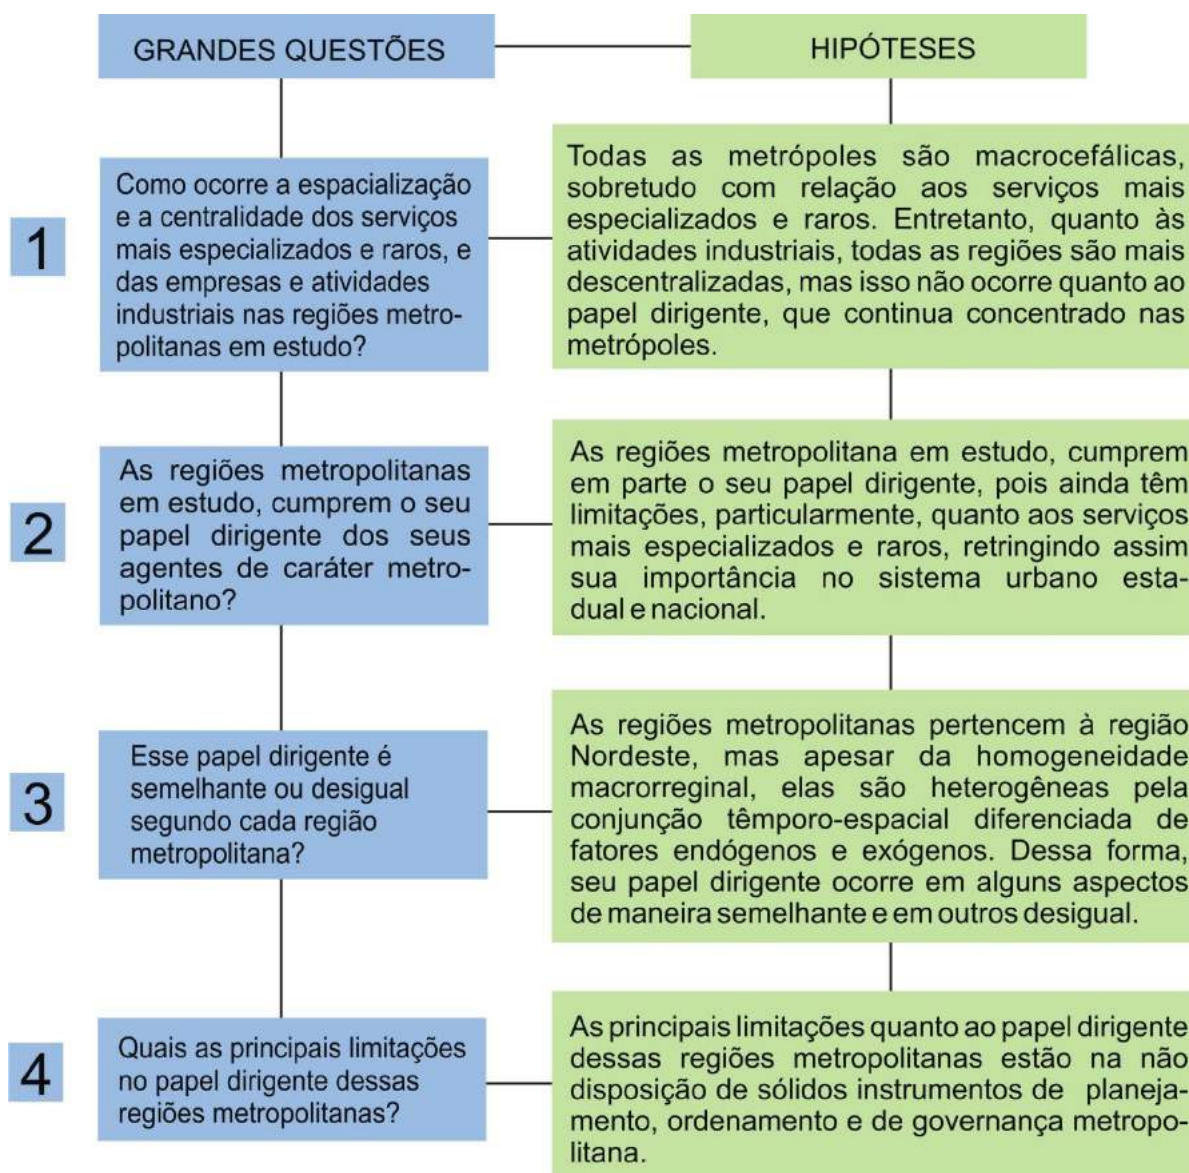 GRANDES QUESTÕES
HIPÓTESES
1
Como ocorre a espacialização
e a centralidade dos serviços
mais especializados e raros, e
das empresas e atividades
industriais nas regiões metro-
politanas em estudo?
Todas as metrópoles são macrocefálicas,
sobretudo com relação aos serviços mais
especializados e raros. Entretanto, quanto às
atividades industriais, todas as regiões são mais
descentralizadas, mas isso não ocorre quanto ao
papel dirigente, que continua concentrado nas
metrópoles.
2
As regiões metropolitanas
em estudo, cumprem o seu
papel dirigente dos seus
agentes de caráter metro-
politano?
As regiões metropolitana em estudo, cumprem
em parte o seu papel dirigente, pois ainda têm
limitações, particularmente, quanto aos serviços
mais especializados e raros, retringindo assim
sua importância no sistema urbano esta-
dual e nacional.
3
Esse papel dirigente é
semelhante ou desigual
segundo cada região
metropolitana?
As regiões metropolitanas pertencem à região
Nordeste, mas apesar da homogeneidade
macrorreginal, elas são heterogêneas pela
conjunção têmporo-espacial diferenciada de
fatores endógenos e exógenos. Dessa forma,
seu papel dirigente ocorre em alguns aspectos
de maneira semelhante e em outros desigual.
4
Quais as principais limitações
no papel dirigente dessas
regiões metropolitanas?
As principais limitações quanto ao papel dirigente
dessas regiões metropolitanas estão na não
disposição de sólidos instrumentos de planeja-
mento, ordenamento e de governança metropo-
litana.